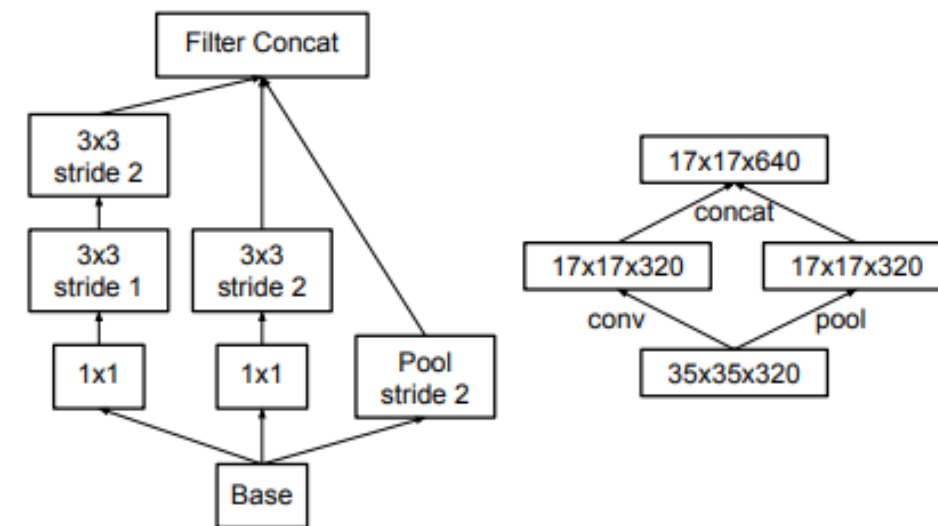 Filter Concat
3x3
stride 2
3x3
stride 1
3x3
stride 2
1x1
1x1
Pool
stride 2
Base
17x17x640
concat
17x17x320
17x17x320
conv
pool
35x35x320